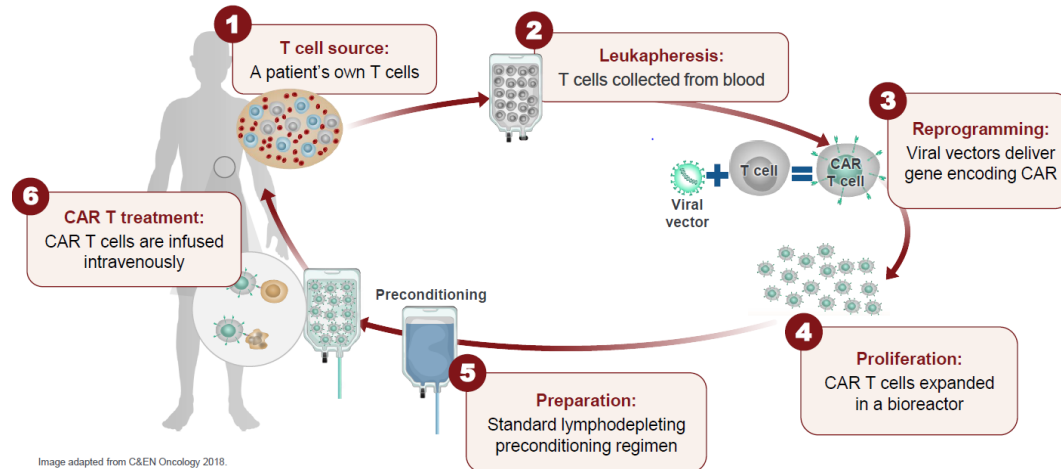 1
T cell source:
A patient's own T cells
2
Leukapheresis:
T cells collected from blood
3
Reprogramming:
Viral vectors deliver
gene encoding CAR
Viral
vector
+
T cell
=
CAR
T cell
4
Proliferation:
CAR T cells expanded
in a bioreactor
Preconditioning
5
Preparation:
Standard lymphodepleting
preconditioning regimen
6
CAR T treatment:
CAR T cells are infused
intravenously
Image adapted from C&EN Oncology 2018.